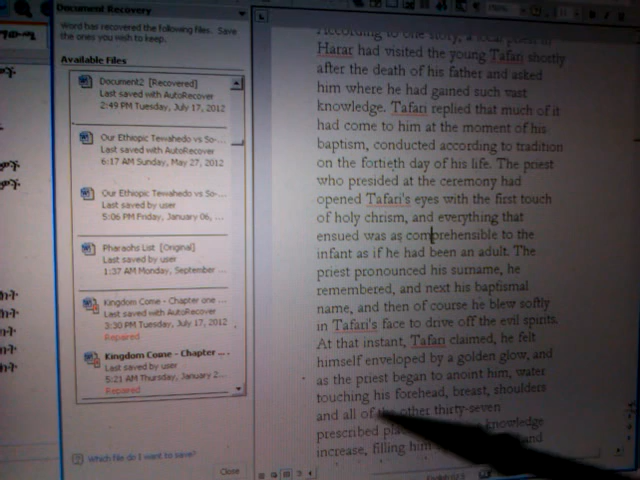 Document Recovery
Word has recovered the following files. Save
the ones you wish to keep.
Available Files
Document2 [Recovered]
Last saved with AutoRecover
2:49 PM Tuesday, July 17, 2012
Our Ethiopic Tewahedo vs So-...
Last saved with AutoRecover
6:17 AM Sunday, May 27, 2012
Our Ethiopic Tewahedo vs So-...
Last saved by user
5:06 PM Friday, January 06, ...
Pharaohs List [Original]
Last saved by user
1:37 AM Monday, September ...
Kingdom Come - Chapter one ...
Last saved with AutoRecover
3:30 PM Tuesday, July 17, 2012
Repaired
Kingdom Come - Chapter ...
Last saved by user
5:21 AM Thursday, January 2...
Repaired
Which file do I want to save?
Close
According to one story, a local priest in
Harar had visited the young Tafari shortly
after the death of his father and asked
him where he had gained such vast
knowledge. Tafari replied that much of it
had come to him at the moment of his
baptism, conducted according to tradition
on the fortieth day of his life. The priest
who presided at the ceremony had
opened Tafari's eyes with the first touch
of holy chrism, and everything that
ensued was as comprehensible to the
infant as if he had been an adult. The
priest pronounced his surname, he
remembered, and next his baptismal
name, and then of course he blew softly
in Tafari's face to drive off the evil spirits.
At that instant, Tafari claimed, he felt
himself enveloped by a golden glow, and
as the priest began to anoint him, water
touching his forehead, breast, shoulders
and all of the other thirty-seven
prescribed knowledge
increase, filling him and